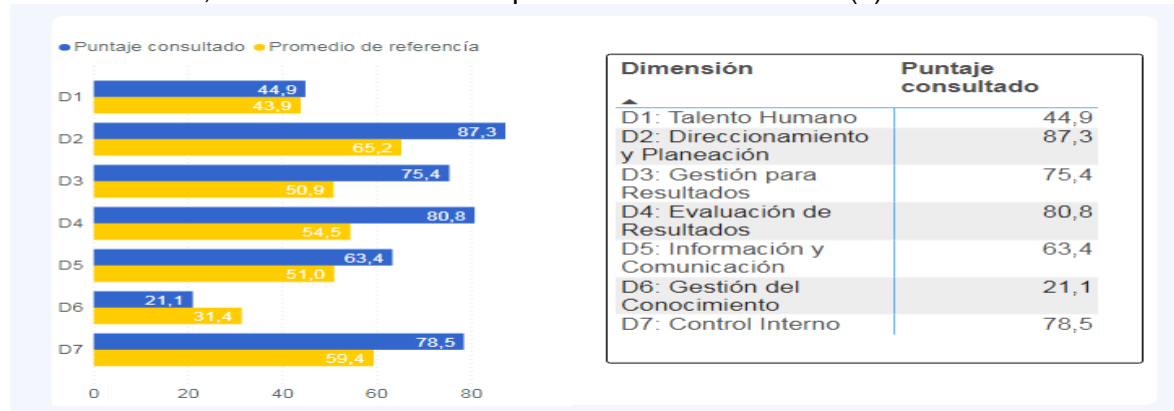 Puntaje consultado Promedio de referencía
D1
44,9
43,9
D2
87,3
65,2
D3
75,4
50,9
D4
80,8
54,5
D5
63,4
51,0
D6
21,1
31,4
D7
78,5
59,4
0 20 40 60 80
Dimensión Puntaje
consultado
D1: Talento Humano 44,9
D2: Direccionamiento 87,3
y Planeación
D3: Gestión para 75,4
Resultados
D4: Evaluación de 80,8
Resultados
D5: Información y 63,4
Comunicación
D6: Gestión del 21,1
Conocimiento
D7: Control Interno 78,5